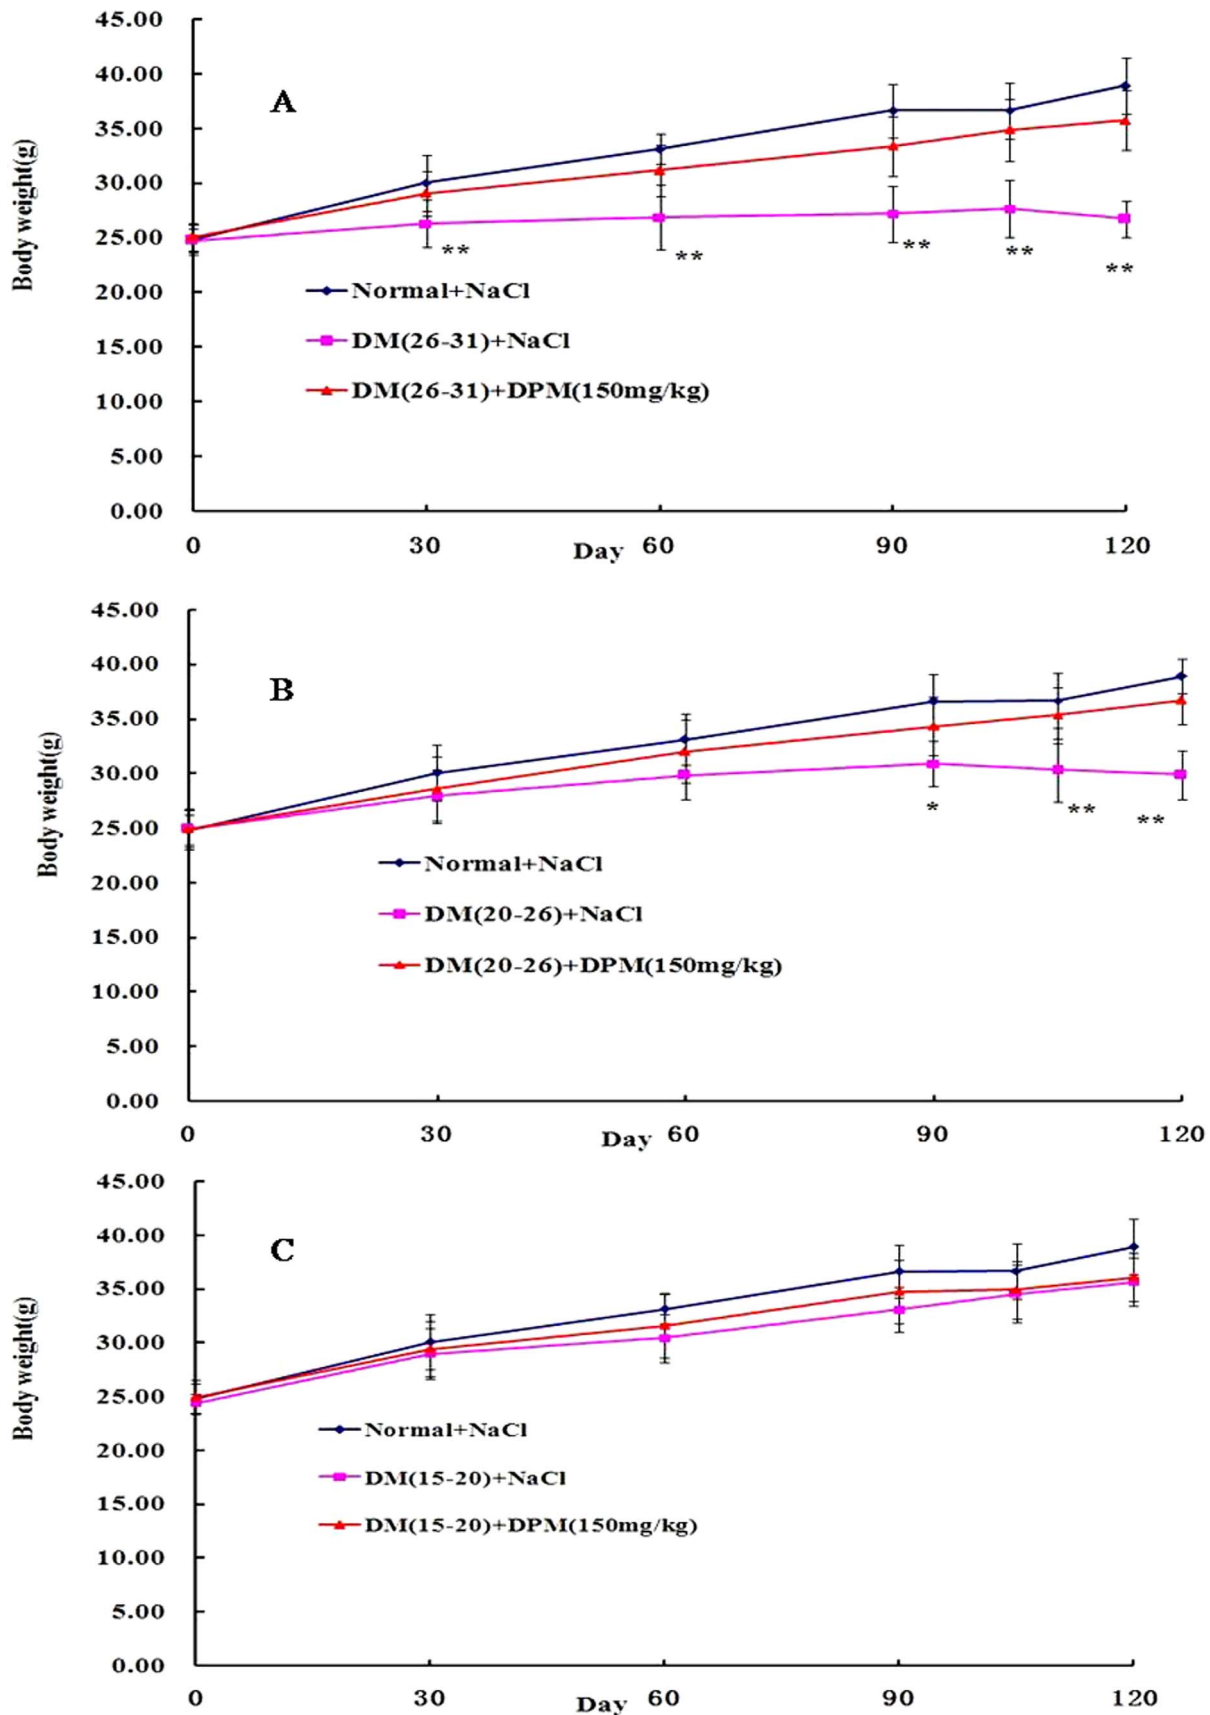 45.00
40.00
A
35.00
30.00
25.00
** ** ** ** **
20.00
15.00
10.00
5.00
0.00
Body weight(g)
Normal+NaCl
DM(26-31)+NaCl
DM(26-31)+DPM(150mg/kg)
0 30 60 90 120
Day
45.00
40.00
B
35.00
30.00
25.00
* ** **
20.00
15.00
10.00
5.00
0.00
Body weight(g)
Normal+NaCl
DM(20-26)+NaCl
DM(20-26)+DPM(150mg/kg)
0 30 60 90 120
Day
45.00
40.00
C
35.00
30.00
25.00
20.00
15.00
10.00
5.00
0.00
Body weight(g)
Normal+NaCl
DM(15-20)+NaCl
DM(15-20)+DPM(150mg/kg)
0 30 60 90 120
Day